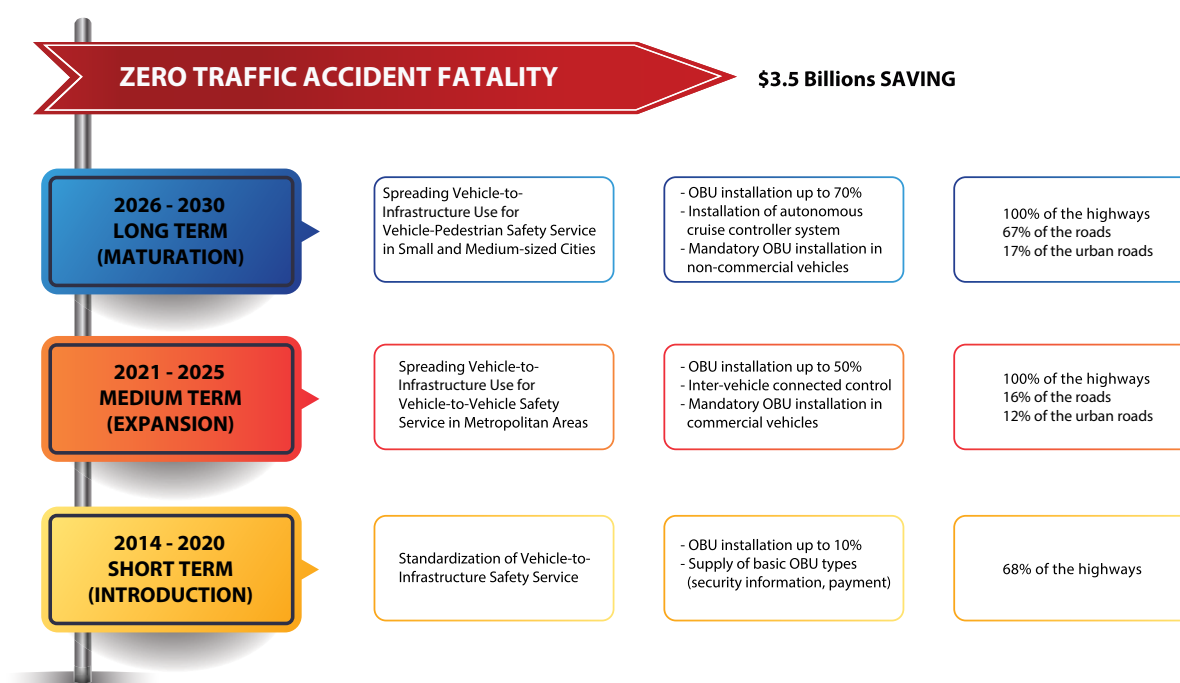 ZERO TRAFFIC ACCIDENT FATALITY
$3.5 Billions SAVING
2026 - 2030
LONG TERM
(MATURATION)
Spreading Vehicle-to-
Infrastructure Use for
Vehicle-Pedestrian Safety Service
in Small and Medium-sized Cities
- OBU installation up to 70%
- Installation of autonomous
cruise controller system
- Mandatory OBU installation in
non-commercial vehicles
100% of the highways
67% of the roads
17% of the urban roads
2021 - 2025
MEDIUM TERM
(EXPANSION)
Spreading Vehicle-to-
Infrastructure Use for
Vehicle-to-Vehicle Safety
Service in Metropolitan Areas
- OBU installation up to 50%
- Inter-vehicle connected control
- Mandatory OBU installation in
commercial vehicles
100% of the highways
16% of the roads
12% of the urban roads
2014 - 2020
SHORT TERM
(INTRODUCTION)
Standardization of Vehicle-to-
Infrastructure Safety Service
- OBU installation up to 10%
- Supply of basic OBU types
(security information, payment)
68% of the highways